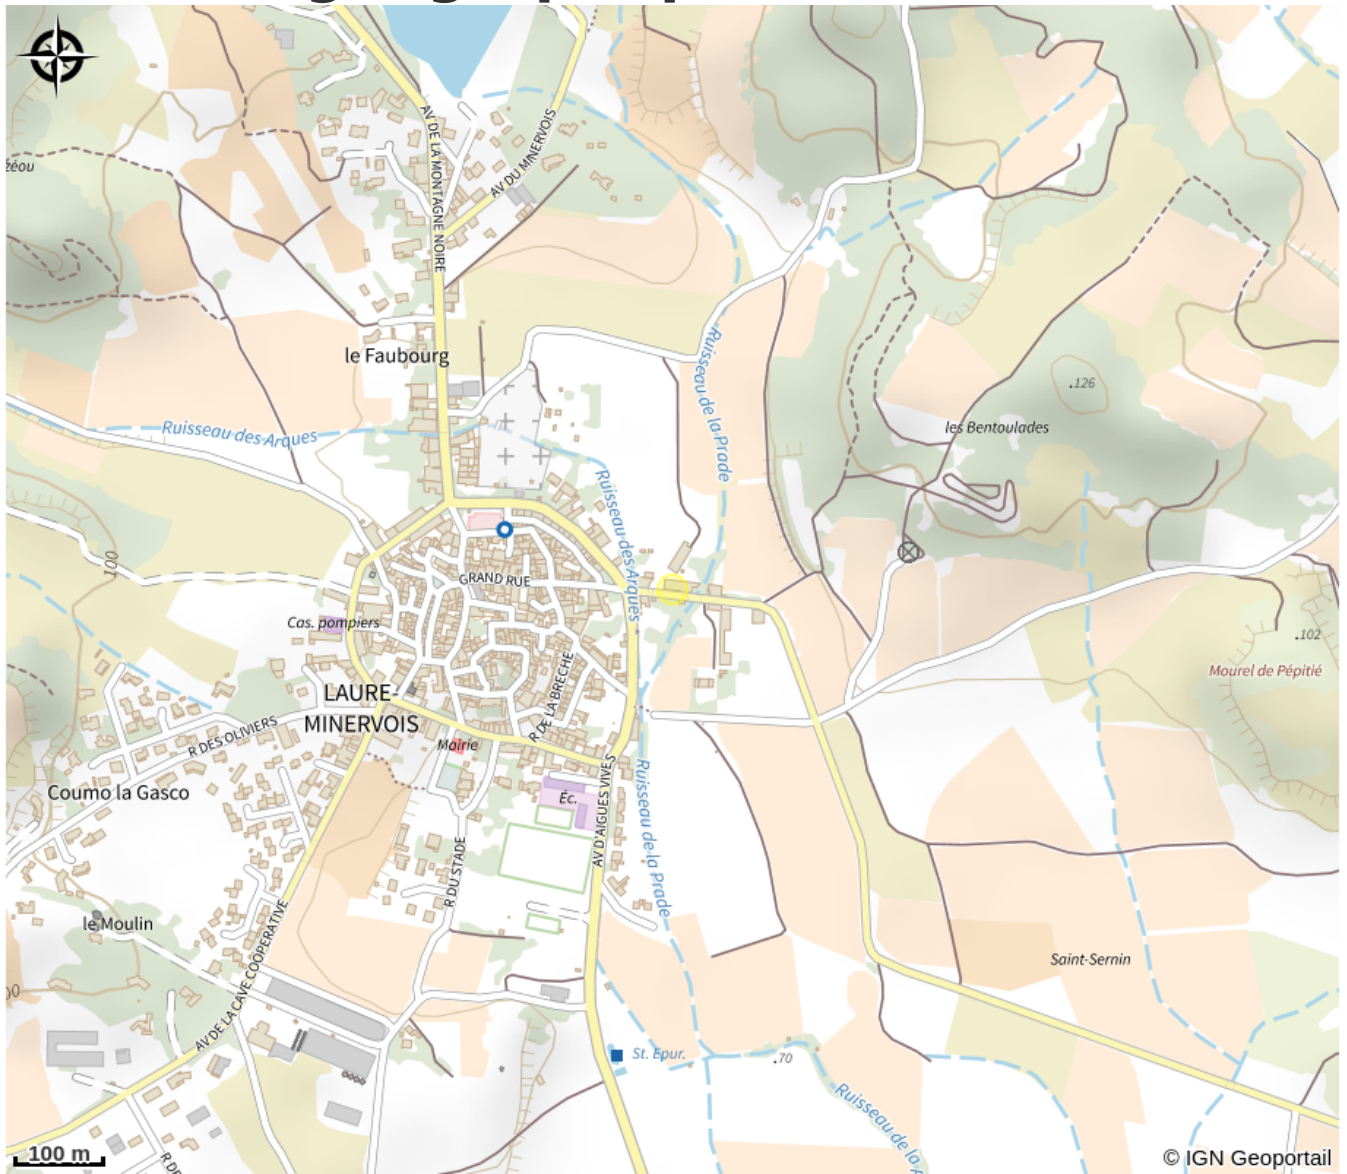 AV DE LA MONTAGNE NOIRE
AV DU MINERVOIS
le Faubourg
Ruisseau de la Prade
.126
les Bentoulades
Ruisseau des Arques
Ruisseau des Arques
100
GRAND RUE
Cas. pompiers
.102
Mourel de Pépitié
LAURE-
MINERVOIS
R DE LA BRECHE
R DES OLIVIERS
Mairie
Coumo la Gasco
Éc.
AV D'AIGUES VIVES
Ruisseau de la Prade
R DU STADE
le Moulin
AV DE LA CAVE COOPERATIVE
Saint-Sernin
St. Epur.
.70
Ruisseau de la P
100 m
R DE
© IGN Geoportail